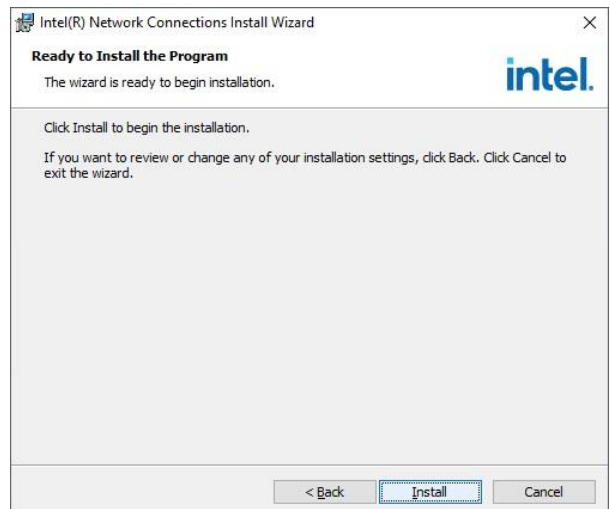 Intel(R) Network Connections Install Wizard
Ready to Install the Program
The wizard is ready to begin installation.
intel.
Click Install to begin the installation.
If you want to review or change any of your installation settings, click Back. Click Cancel to
exit the wizard.
< Back
Install
Cancel